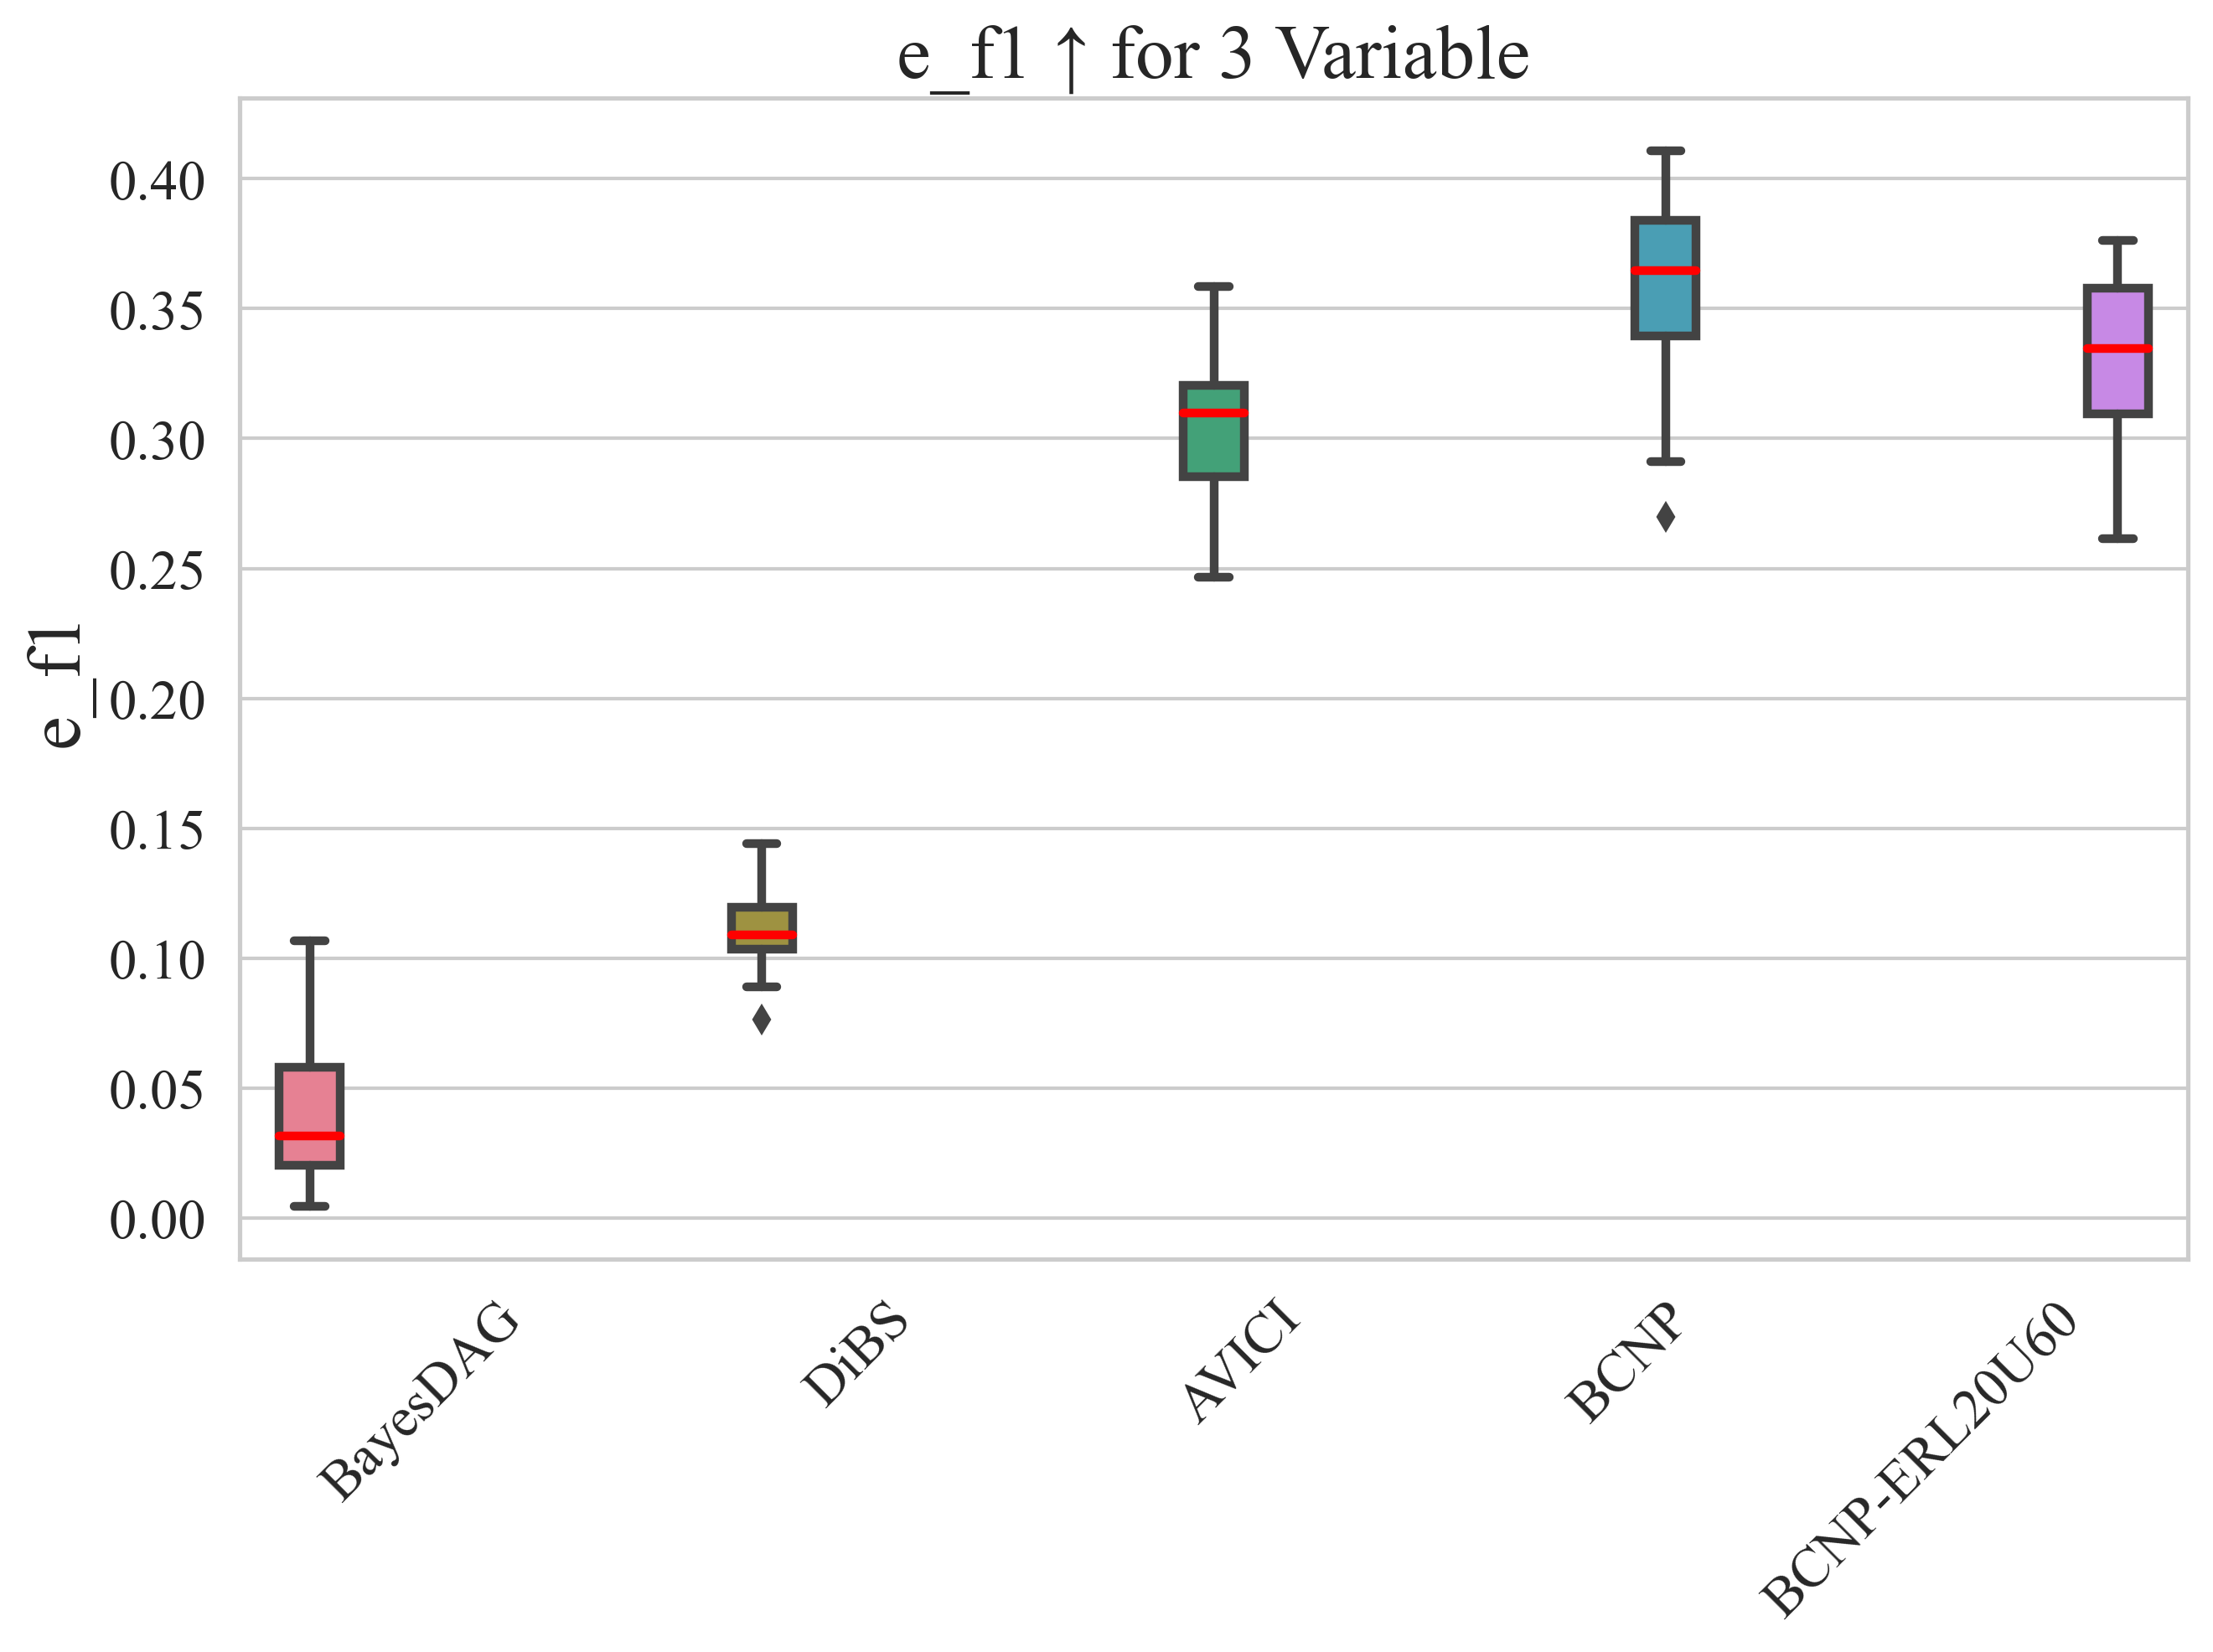 e_f1 ↑ for 3 Variable
0.40
0.35
0.30
0.25
0.20
0.15
0.10
0.05
0.00
e_f1
BayesDAG
DiBS
AVICI
BCNP
BCNP-ERL20U60